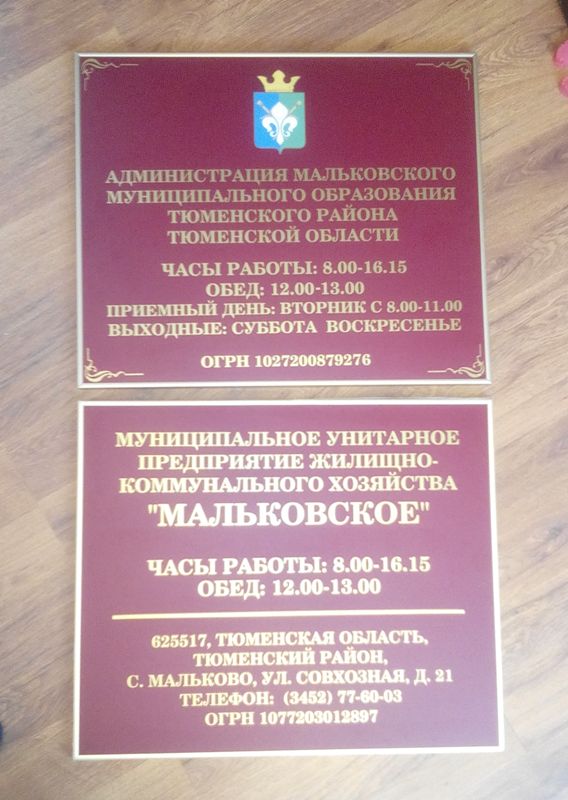 АДМИНИСТРАЦИЯ МАЛЬКОВСКОГО
МУНИЦИПАЛЬНОГО ОБРАЗОВАНИЯ
ТЮМЕНСКОГО РАЙОНА
ТЮМЕНСКОЙ ОБЛАСТИ
ЧАСЫ РАБОТЫ: 8.00-16.15
ОБЕД: 12.00-13.00
ПРИЕМНЫЙ ДЕНЬ: ВТОРНИК С 8.00-11.00
ВЫХОДНЫЕ: СУББОТА ВОСКРЕСЕНЬЕ
ОГРН 1027200879276
МУНИЦИПАЛЬНОЕ УНИТАРНОЕ
ПРЕДПРИЯТИЕ ЖИЛИЩНО-
КОММУНАЛЬНОГО ХОЗЯЙСТВА
"МАЛЬКОВСКОЕ"
ЧАСЫ РАБОТЫ: 8.00-16.15
ОБЕД: 12.00-13.00
625517, ТЮМЕНСКАЯ ОБЛАСТЬ,
ТЮМЕНСКИЙ РАЙОН,
С. МАЛЬКОВО, УЛ. СОВХОЗНАЯ, Д. 21
ТЕЛЕФОН: (3452) 77-60-03
ОГРН 1077203012897